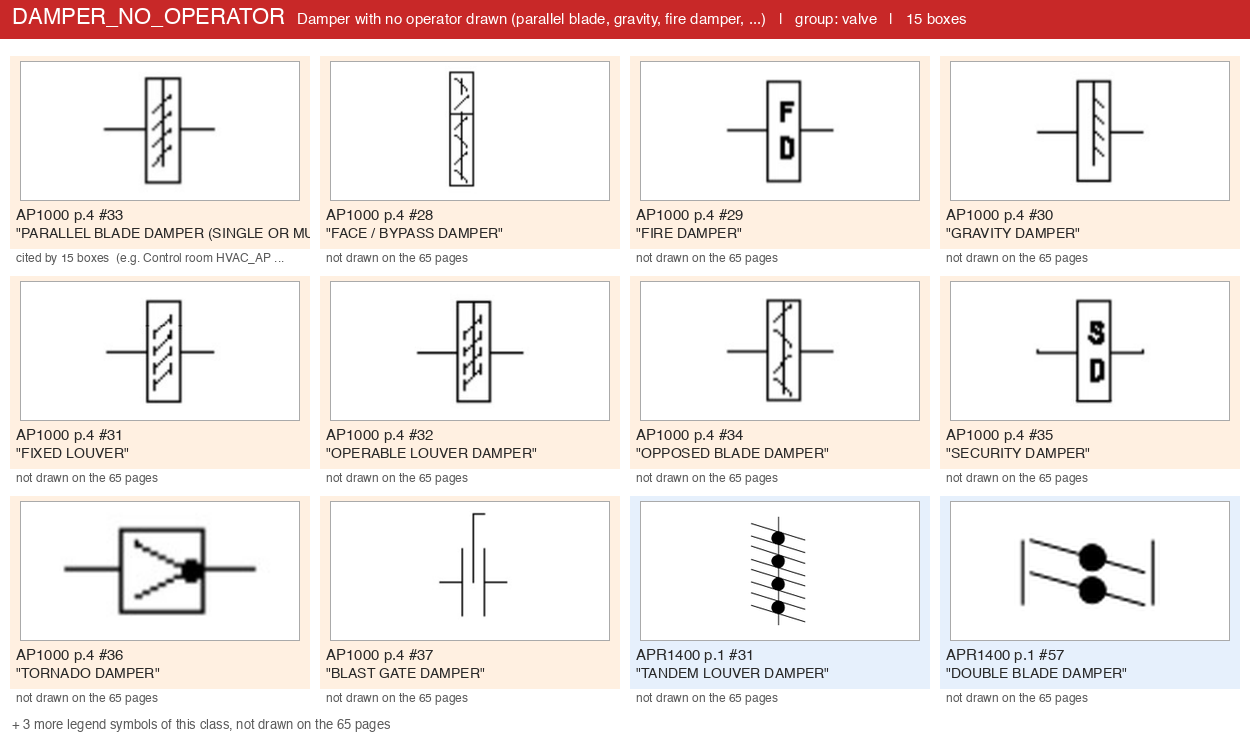 DAMPER_NO_OPERATOR Damper with no operator drawn (parallel blade, gravity, fire damper, ...) | group: valve | 15 boxes
F
D
AP1000 p.4 #33
"PARALLEL BLADE DAMPER (SINGLE OR MU
cited by 15 boxes (e.g. Control room HVAC_AP ...
AP1000 p.4 #28
"FACE / BYPASS DAMPER"
not drawn on the 65 pages
AP1000 p.4 #29
"FIRE DAMPER"
not drawn on the 65 pages
AP1000 p.4 #30
"GRAVITY DAMPER"
not drawn on the 65 pages
S
D
AP1000 p.4 #31
"FIXED LOUVER"
not drawn on the 65 pages
AP1000 p.4 #32
"OPERABLE LOUVER DAMPER"
not drawn on the 65 pages
AP1000 p.4 #34
"OPPOSED BLADE DAMPER"
not drawn on the 65 pages
AP1000 p.4 #35
"SECURITY DAMPER"
not drawn on the 65 pages
AP1000 p.4 #36
"TORNADO DAMPER"
not drawn on the 65 pages
AP1000 p.4 #37
"BLAST GATE DAMPER"
not drawn on the 65 pages
APR1400 p.1 #31
"TANDEM LOUVER DAMPER"
not drawn on the 65 pages
APR1400 p.1 #57
"DOUBLE BLADE DAMPER"
not drawn on the 65 pages
+ 3 more legend symbols of this class, not drawn on the 65 pages